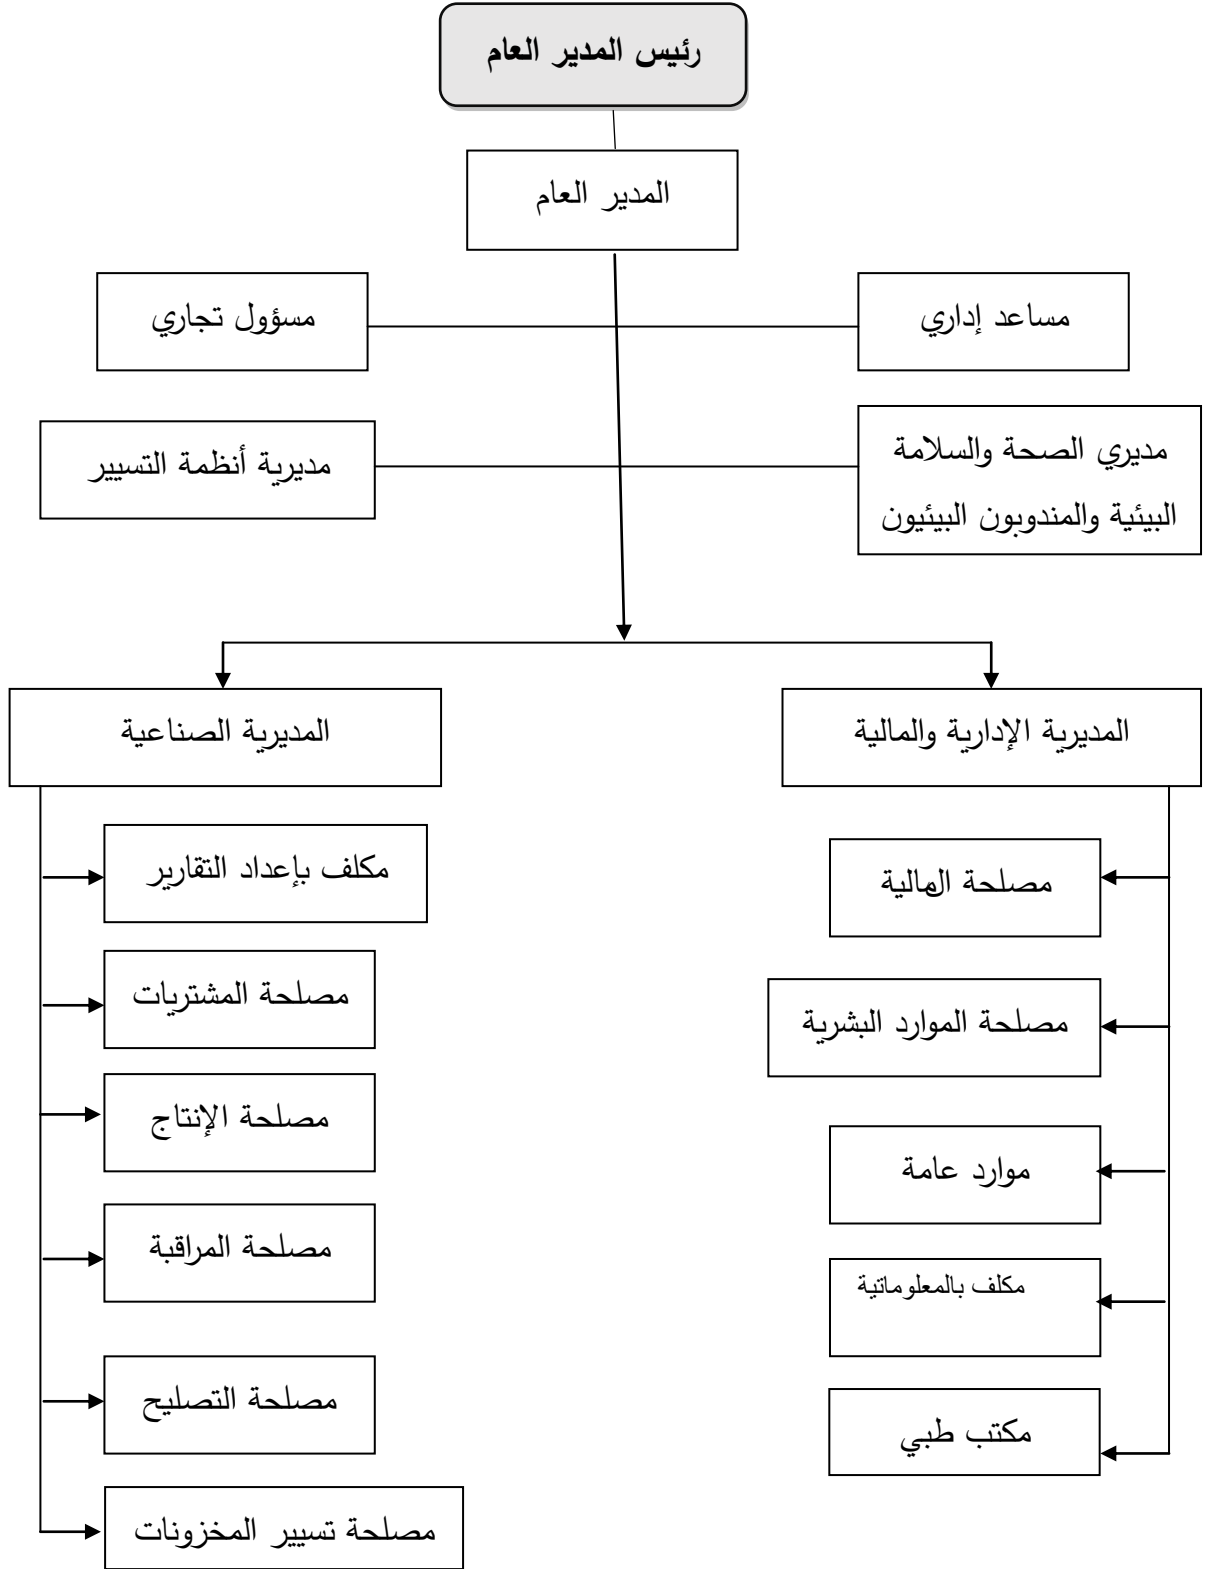 رئيس المدير العام
المدير العام
مساعد إداري
مسؤول تجاري
مديري الصحة والسلامة
البيئية والمندوبون البيئيون
مديرية أنظمة التسيير
المديرية الإدارية والمالية
المديرية الصناعية
مصلحة المالية
مصلحة الموارد البشرية
موارد عامة
مكلف بالمعلوماتية
مكتب طبي
مكلف بإعداد التقارير
مصلحة المشتريات
مصلحة الإنتاج
مصلحة المراقبة
مصلحة التصليح
مصلحة تسيير المخزونات